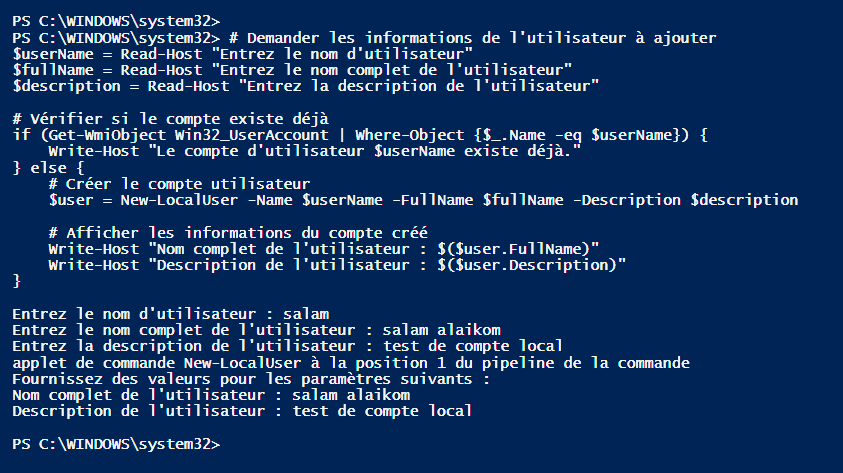 PS C:\WINDOWS\system32>
PS C:\WINDOWS\system32> # Demander les informations de l'utilisateur à ajouter
$userName = Read-Host "Entrez le nom d'utilisateur"
$fullName = Read-Host "Entrez le nom complet de l'utilisateur"
$description = Read-Host "Entrez la description de l'utilisateur"

# Vérifier si le compte existe déjà
if (Get-WmiObject Win32_UserAccount | Where-Object {$_.Name -eq $userName}) {
    Write-Host "Le compte d'utilisateur $userName existe déjà."
} else {
    # Créer le compte utilisateur
    $user = New-LocalUser -Name $userName -FullName $fullName -Description $description

    # Afficher les informations du compte créé
    Write-Host "Nom complet de l'utilisateur : $($user.FullName)"
    Write-Host "Description de l'utilisateur : $($user.Description)"
}

Entrez le nom d'utilisateur : salam
Entrez le nom complet de l'utilisateur : salam alaikom
Entrez la description de l'utilisateur : test de compte local
applet de commande New-LocalUser à la position 1 du pipeline de la commande
Fournissez des valeurs pour les paramètres suivants :
Nom complet de l'utilisateur : salam alaikom
Description de l'utilisateur : test de compte local

PS C:\WINDOWS\system32>